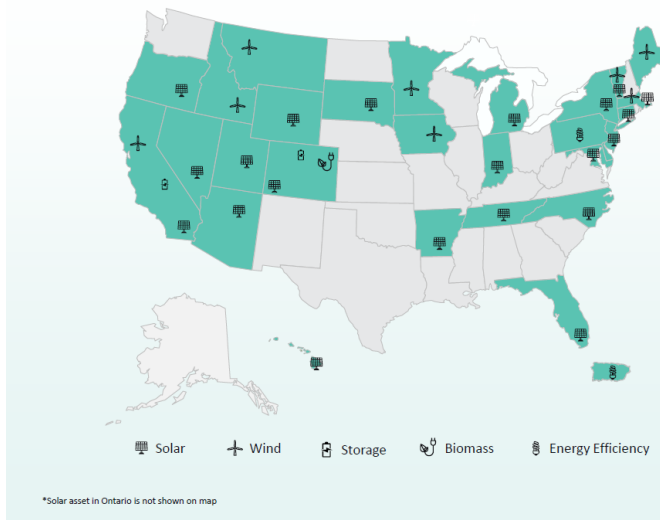 Solar Wind Storage Biomass Energy Efficiency
*Solar asset in Ontario is not shown on map